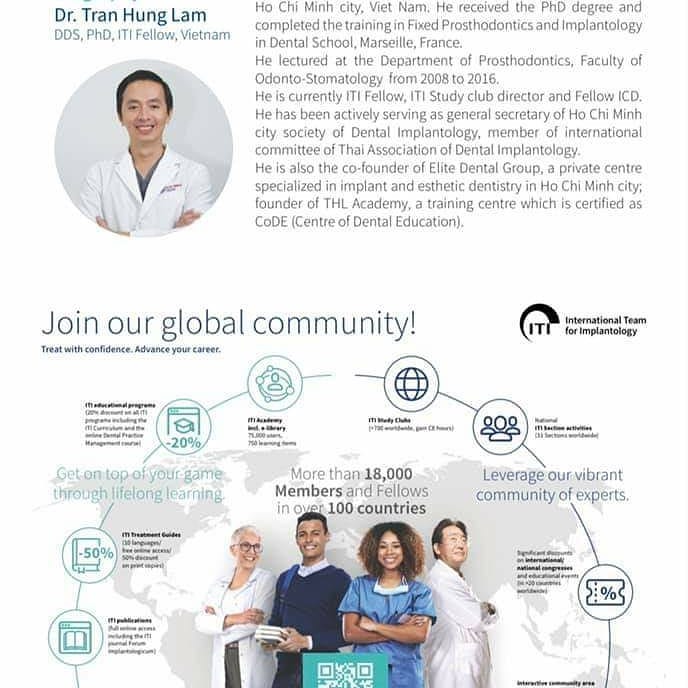 Dr. Tran Hung Lam
DDS, PhD, ITI Fellow, Vietnam
Ho Chi Minh city, Viet Nam. He received the PhD degree and
completed the training in Fixed Prosthodontics and Implantology
in Dental School, Marseille, France.
He lectured at the Department of Prosthodontics, Faculty of
Odonto-Stomatology from 2008 to 2016.
He is currently ITI Fellow, ITI Study club director and Fellow ICD.
He has been actively serving as general secretary of Ho Chi Minh
city society of Dental Implantology, member of international
committee of Thai Association of Dental Implantology.
He is also the co-founder of Elite Dental Group, a private centre
specialized in implant and esthetic dentistry in Ho Chi Minh city;
founder of THL Academy, a training centre which is certified as
CoDE (Centre of Dental Education).
Join our global community!
Treat with confidence. Advance your career.
ITI
International Team
for Implantology
ITI educational programs
(20% discount on all ITI
programs including the
ITI Curriculum and the
online Dental Practice
Management course)
-20%
ITI Academy
incl. e-library
75,000 users,
750 learning items
ITI Study Clubs
(>700 worldwide, gain CE hours)
National
ITI Section activities
(31 Sections worldwide)
Get on top of your game
through lifelong learning.
More than 18,000
Members and Fellows
in over 100 countries
Leverage our vibrant
community of experts.
ITI Treatment Guides
(10 languages/
free online access/
50% discount
on print copies)
-50%
Significant discounts
on international/
national congresses
and educational events
(in >20 countries
worldwide)
%
ITI publications
(full online access
including the ITI
journal Forum
Implantologicum)
Interactive community area